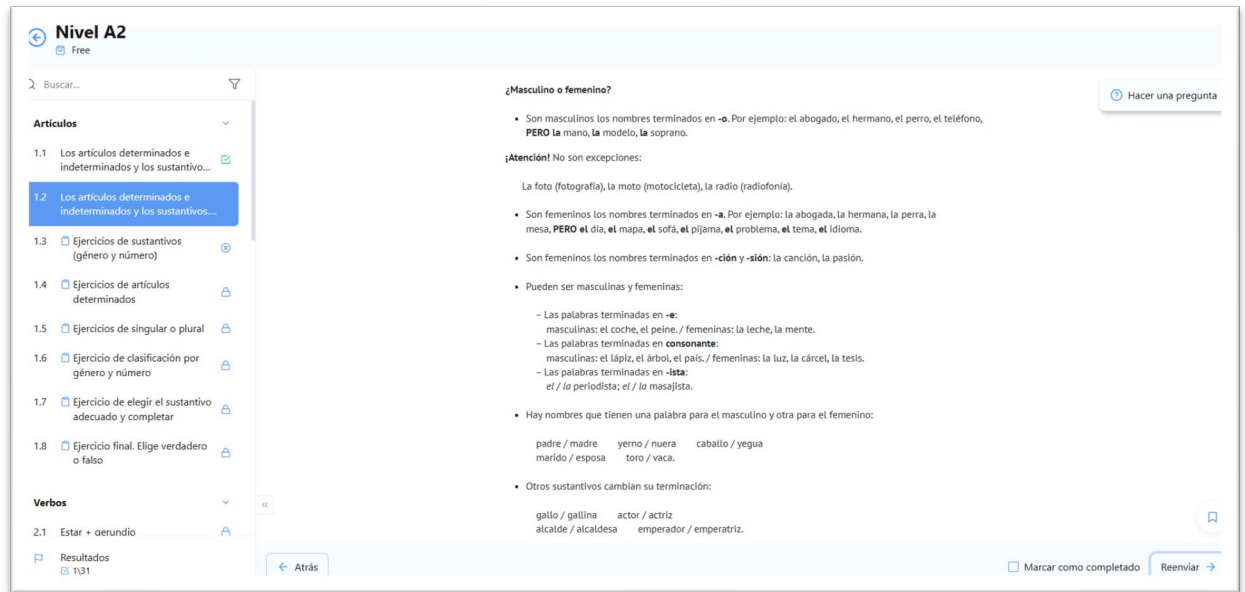 Nivel A2
Free
Buscar...
Artículos
1.1 Los artículos determinados e
indeterminados y los sustantivo...
1.2 Los artículos determinados e
indeterminados y los sustantivos....
1.3 Ejercicios de sustantivos
(género y número)
1.4 Ejercicios de artículos
determinados
1.5 Ejercicios de singular o plural
1.6 Ejercicio de clasificación por
género y número
1.7 Ejercicio de elegir el sustantivo
adecuado y completar
1.8 Ejercicio final. Elige verdadero
o falso
Verbos
2.1 Estar + gerundio
Resultados
1\31
¿Masculino o femenino?
• Son masculinos los nombres terminados en -o. Por ejemplo: el abogado, el hermano, el perro, el teléfono,
PERO la mano, la modelo, la soprano.
¡Atención! No son excepciones:
La foto (fotografía), la moto (motocicleta), la radio (radiofonía).
• Son femeninos los nombres terminados en -a. Por ejemplo: la abogada, la hermana, la perra, la
mesa, PERO el día, el mapa, el sofá, el pijama, el problema, el tema, el idioma.
• Son femeninos los nombres terminados en -ción y -sión: la canción, la pasión.
• Pueden ser masculinas y femeninas:
– Las palabras terminadas en -e:
masculinas: el coche, el peine. / femeninas: la leche, la mente.
– Las palabras terminadas en consonante:
masculinas: el lápiz, el árbol, el país. / femeninas: la luz, la cárcel, la tesis.
– Las palabras terminadas en -ista:
el / la periodista; el / la masajista.
• Hay nombres que tienen una palabra para el masculino y otra para el femenino:
padre / madre yerno / nuera caballo / yegua
marido / esposa toro / vaca.
• Otros sustantivos cambian su terminación:
gallo / gallina actor / actriz
alcalde / alcaldesa emperador / emperatriz.
Hacer una pregunta
Atrás
Marcar como completado
Reenviar